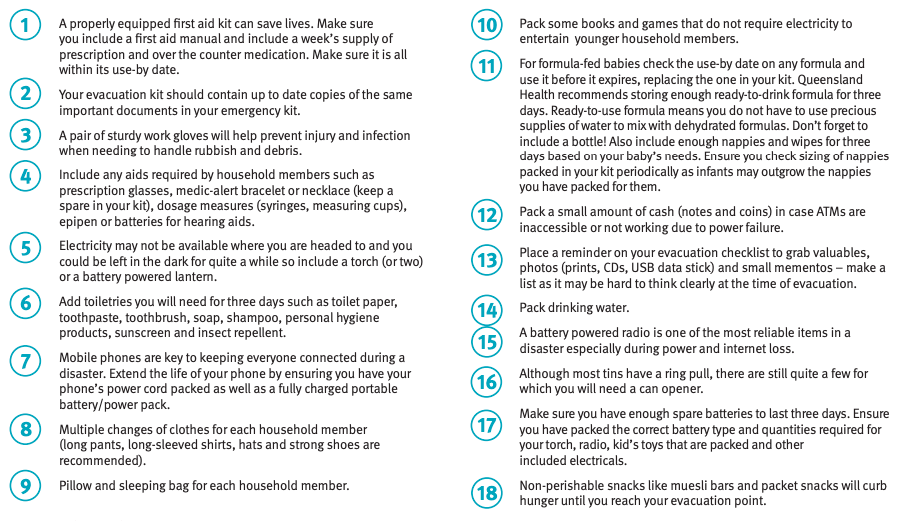 1 A properly equipped first aid kit can save lives. Make sure
you include a first aid manual and include a week's supply of
prescription and over the counter medication. Make sure it is all
within its use-by date.
2 Your evacuation kit should contain up to date copies of the same
important documents in your emergency kit.
3 A pair of sturdy work gloves will help prevent injury and infection
when needing to handle rubbish and debris.
4 Include any aids required by household members such as
prescription glasses, medic-alert bracelet or necklace (keep a
spare in your kit), dosage measures (syringes, measuring cups),
epipen or batteries for hearing aids.
5 Electricity may not be available where you are headed to and you
could be left in the dark for quite a while so include a torch (or two)
or a battery powered lantern.
6 Add toiletries you will need for three days such as toilet paper,
toothpaste, toothbrush, soap, shampoo, personal hygiene
products, sunscreen and insect repellent.
7 Mobile phones are key to keeping everyone connected during a
disaster. Extend the life of your phone by ensuring you have your
phone's power cord packed as well as a fully charged portable
battery/power pack.
8 Multiple changes of clothes for each household member
(long pants, long-sleeved shirts, hats and strong shoes are
recommended).
9 Pillow and sleeping bag for each household member.
10 Pack some books and games that do not require electricity to
entertain younger household members.
11 For formula-fed babies check the use-by date on any formula and
use it before it expires, replacing the one in your kit. Queensland
Health recommends storing enough ready-to-drink formula for three
days. Ready-to-use formula means you do not have to use precious
supplies of water to mix with dehydrated formulas. Don't forget to
include a bottle! Also include enough nappies and wipes for three
days based on your baby's needs. Ensure you check sizing of nappies
packed in your kit periodically as infants may outgrow the nappies
you have packed for them.
12 Pack a small amount of cash (notes and coins) in case ATMs are
inaccessible or not working due to power failure.
13 Place a reminder on your evacuation checklist to grab valuables,
photos (prints, CDs, USB data stick) and small mementos – make a
list as it may be hard to think clearly at the time of evacuation.
14 Pack drinking water.
15 A battery powered radio is one of the most reliable items in a
disaster especially during power and internet loss.
16 Although most tins have a ring pull, there are still quite a few for
which you will need a can opener.
17 Make sure you have enough spare batteries to last three days. Ensure
you have packed the correct battery type and quantities required for
your torch, radio, kid's toys that are packed and other
included electricals.
18 Non-perishable snacks like muesli bars and packet snacks will curb
hunger until you reach your evacuation point.